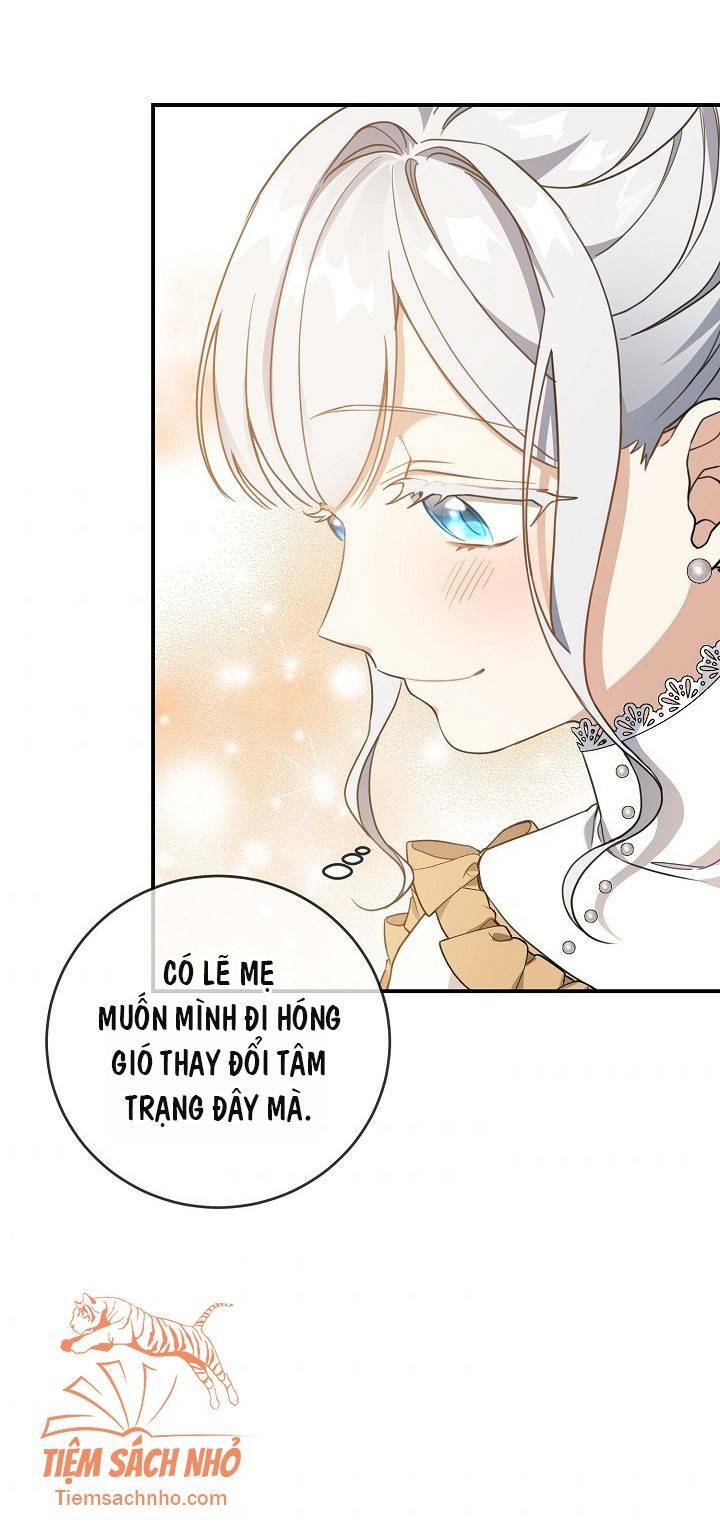 CÓ LẼ MẸ
MUỐN MÌNH ĐI HÓNG
GIÓ THAY ĐỔI TÂM
TRẠNG ĐÂY MÀ.
TIỆM SÁCH NHỎ
Tiemsachnho.com